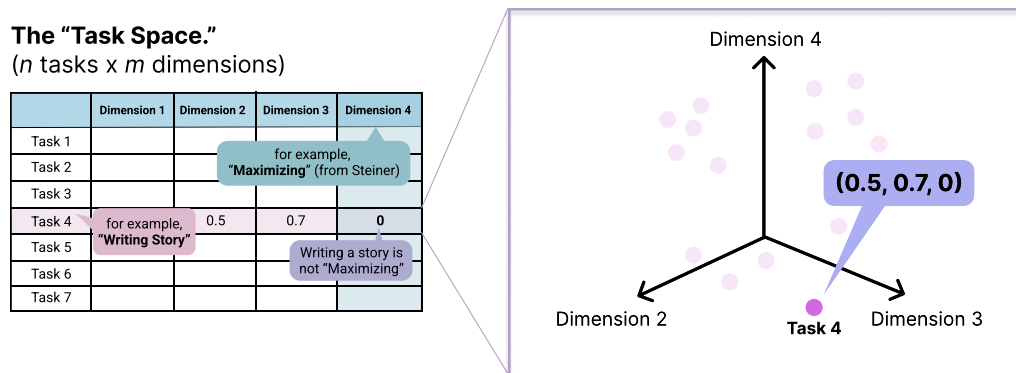 The “Task Space.”
(n tasks x m dimensions)
Dimension 1 Dimension 2 Dimension 3 Dimension 4
Task 1
for example,
“Maximizing” (from Steiner)
Task 2
Task 3
Task 4 0.5 0.7 0
for example,
“Writing Story”
Task 5
Writing a story is
not “Maximizing”
Task 6
Task 7
Dimension 4
(0.5, 0.7, 0)
Dimension 2
Dimension 3
Task 4